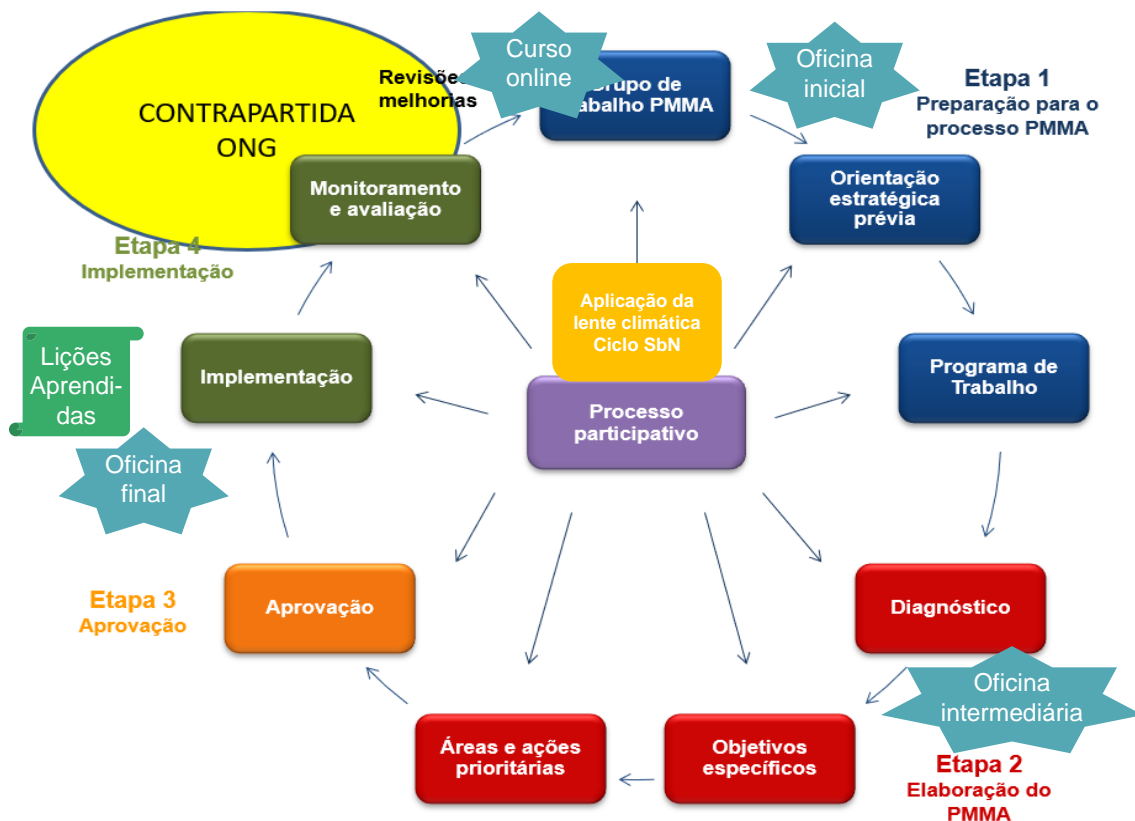 CONTRAPARTIDA
ONG
Revisões
melhorias
Curso
online
Grupo de
Trabalho PMMA
Oficina
inicial
Etapa 1
Preparação para o
processo PMMA
Monitoramento
e avaliação
Orientação
estratégica
prévia
Etapa 4
Implementação
Aplicação da
lente climática
Ciclo SbN
Lições
Aprendi-
das
Implementação
Processo
participativo
Programa de
Trabalho
Oficina
final
Etapa 3
Aprovação
Aprovação
Diagnóstico
Oficina
intermediária
Áreas e ações
prioritárias
Objetivos
específicos
Etapa 2
Elaboração do
PMMA